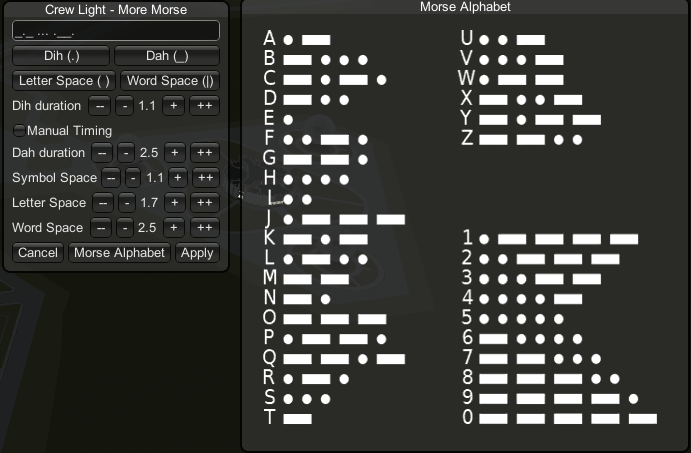 Crew Light - More Morse
_._ ... .__.
Dih (.) Dah (_)
Letter Space ( ) Word Space (|)
Dih duration -- - 1.1 + ++
Manual Timing
Dah duration -- - 2.5 + ++
Symbol Space -- - 1.1 + ++
Letter Space -- - 1.7 + ++
Word Space -- - 2.5 + ++
Cancel Morse Alphabet Apply
Morse Alphabet
A
B
C
D
E
F
G
H
I
J
K
L
M
N
O
P
Q
R
S
T
U
V
W
X
Y
Z
1
2
3
4
5
6
7
8
9
0